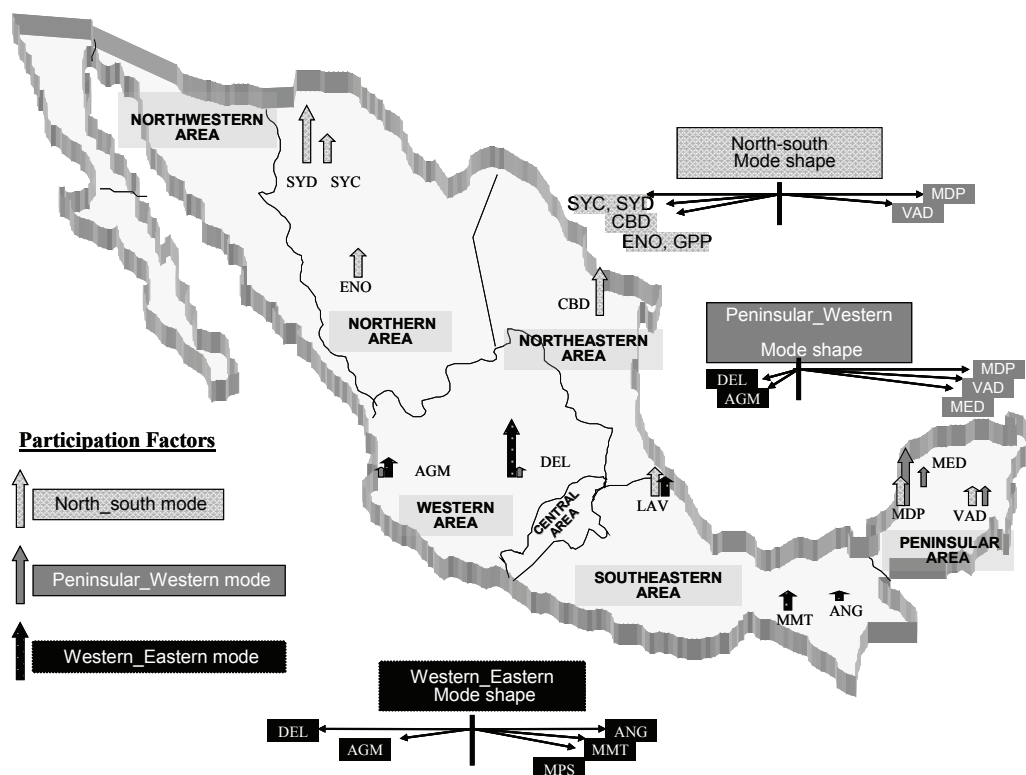 NORTHWESTERN
AREA
SYD
SYC
North-south
Mode shape
MDP
VAD
SYC, SYD
CBD
ENO, GPP
ENO
CBD
NORTHERN
AREA
NORTHEASTERN
AREA
Peninsular_Western
Mode shape
DEL
AGM
MDP
VAD
MED
Participation Factors
North_south mode
Peninsular_Western mode
Western_Eastern mode
AGM
DEL
WESTERN
AREA
CENTRAL
AREA
LAV
MED
MDP
VAD
PENINSULAR
AREA
SOUTHEASTERN
AREA
MMT
ANG
Western_Eastern
Mode shape
DEL
AGM
ANG
MMT
MPS